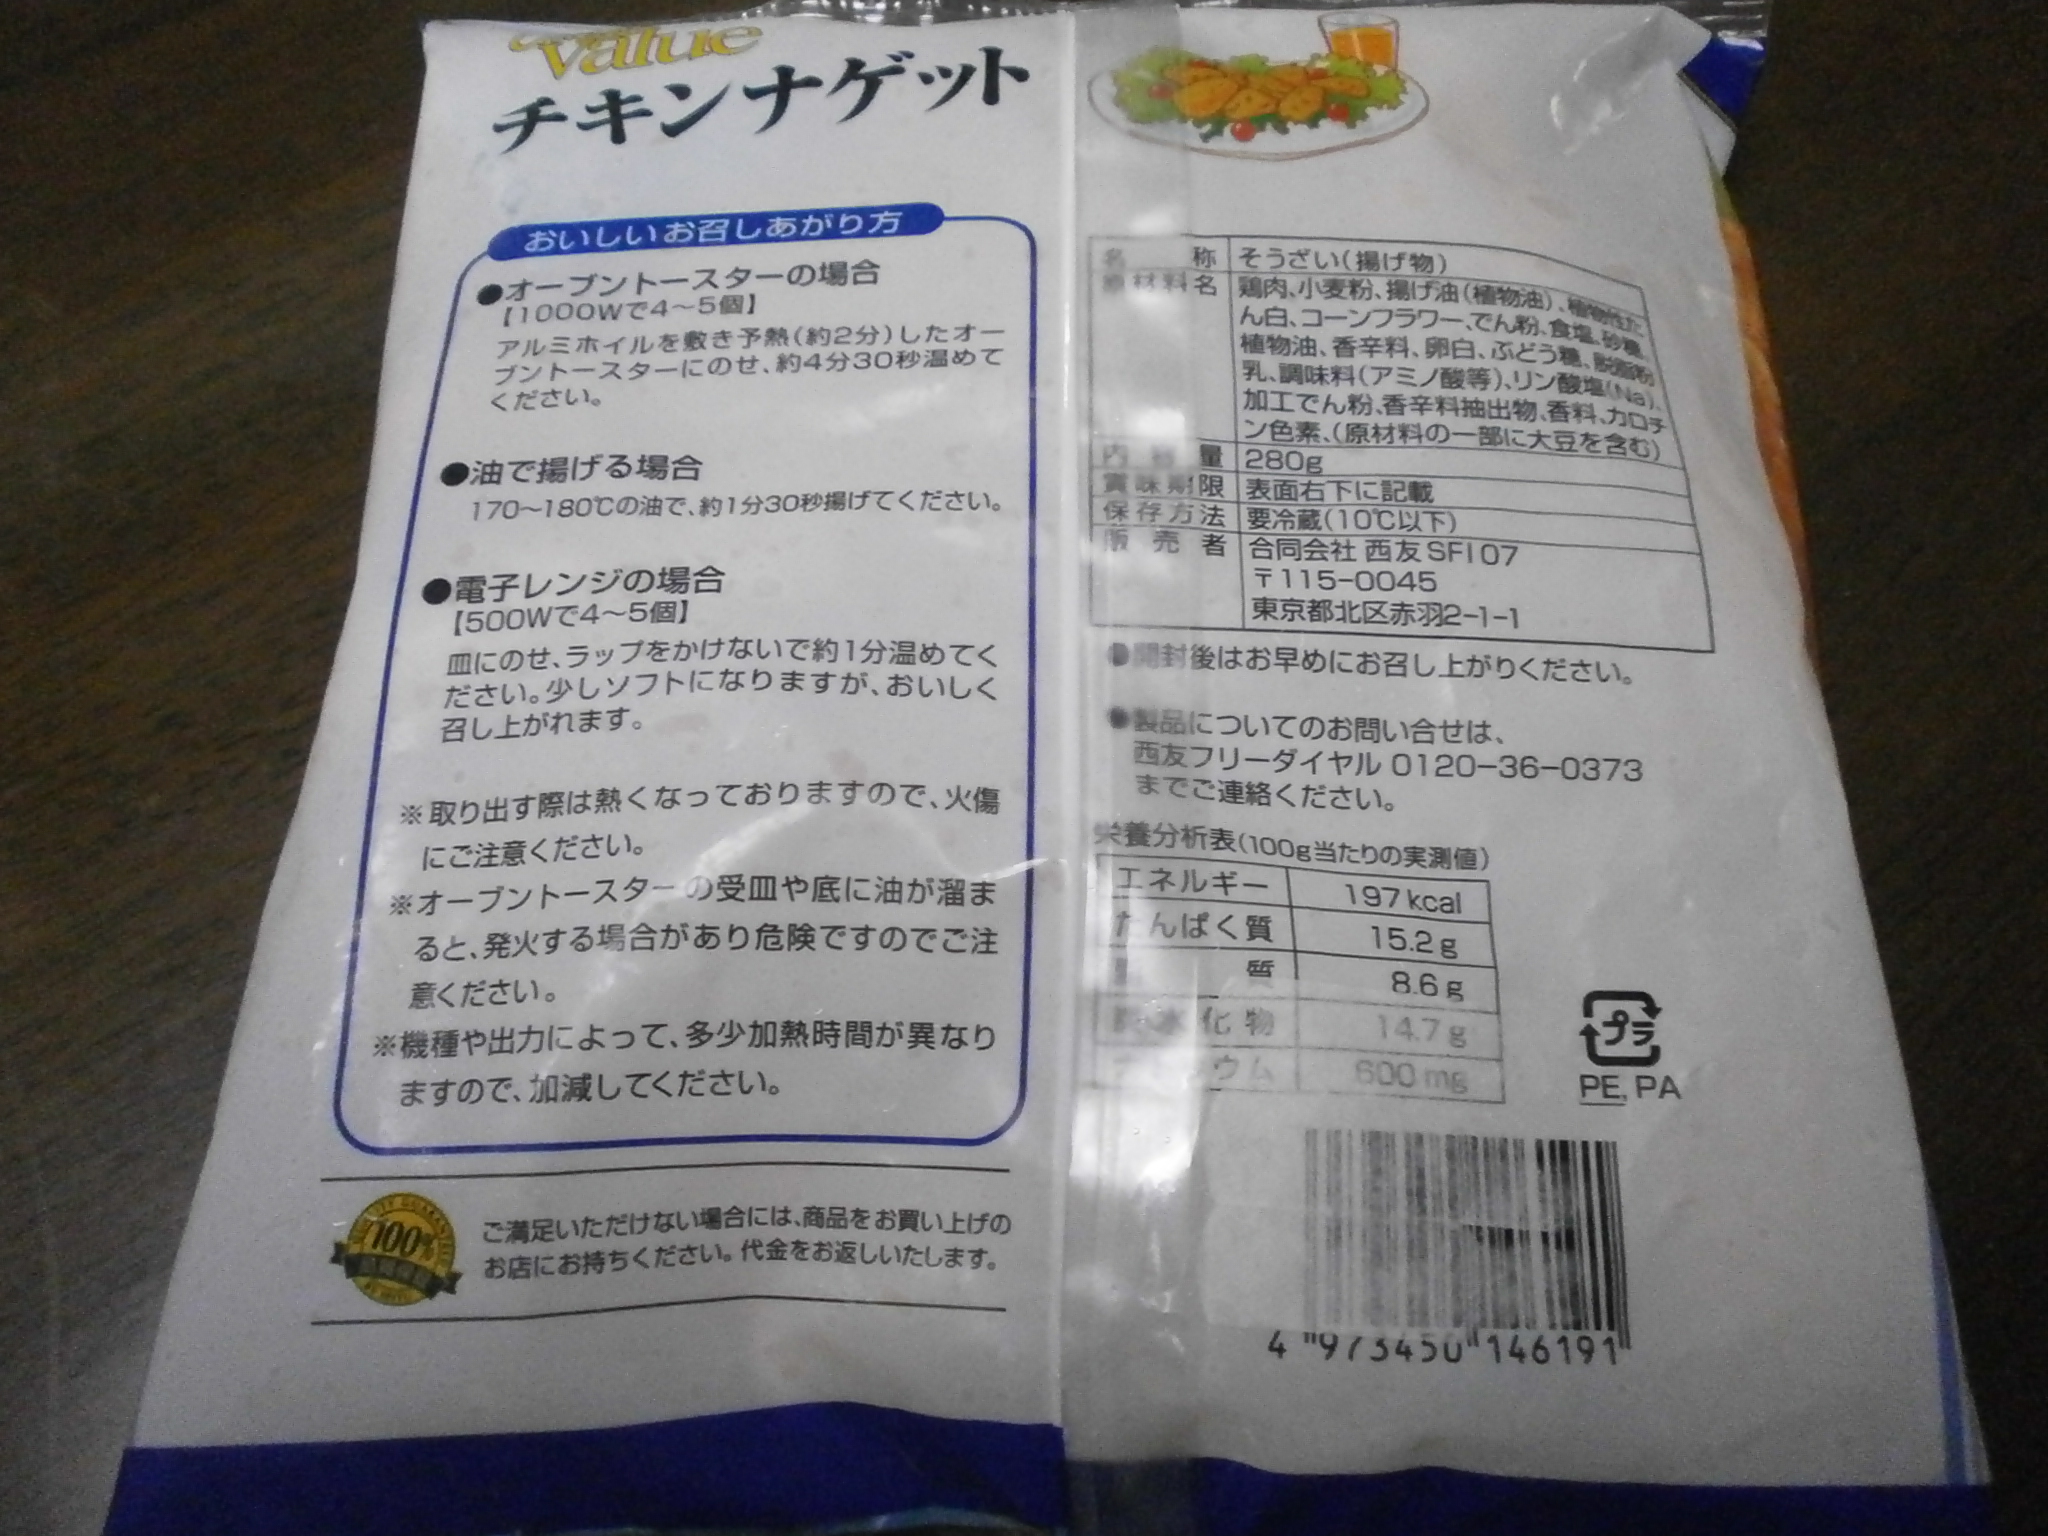 Value
チキンナゲット
おいしいお召しあがり方
●オーブントースターの場合
【1000Wで4～5個】
アルミホイルを敷き予熱(約2分)したオー
ブントースターにのせ、約4分30秒温めて
ください。
●油で揚げる場合
170～180℃の油で、約1分30秒揚げてください。
●電子レンジの場合
【500Wで4～5個】
皿にのせ、ラップをかけないで約1分温めてく
ださい。少しソフトになりますが、おいしく
召し上がれます。
※取り出す際は熱くなっておりますので、火傷
にご注意ください。
※オーブントースターの受皿や底に油が溜ま
ると、発火する場合があり危険ですのでご注
意ください。
※機種や出力によって、多少加熱時間が異なり
ますので、加減してください。
100%
ご満足いただけない場合には、商品をお買い上げの
お店にお持ちください。代金をお返しいたします。
名称 そうざい(揚げ物)
原材料名 鶏肉、小麦粉、揚げ油(植物油)、植物性た
ん白、コーンフラワー、でん粉、食塩、砂糖、
植物油、香辛料、卵白、ぶどう糖、脱脂粉
乳、調味料(アミノ酸等)、リン酸塩(Na)、
加工でん粉、香辛料抽出物、香料、カロチ
ン色素、(原材料の一部に大豆を含む)
内容量 280g
賞味期限 表面右下に記載
保存方法 要冷蔵(10℃以下)
販売者 合同会社 西友 SFI 07
〒115-0045
東京都北区赤羽2-1-1
●開封後はお早めにお召し上がりください。
●製品についてのお問い合せは、
西友フリーダイヤル 0120-36-0373
までご連絡ください。
栄養分析表(100g当たりの実測値)
エネルギー 197kcal
たんぱく質 15.2g
脂質 8.6g
炭水化物 14.7g
ナトリウム 600mg
プラ
PE, PA
4 973450 146191